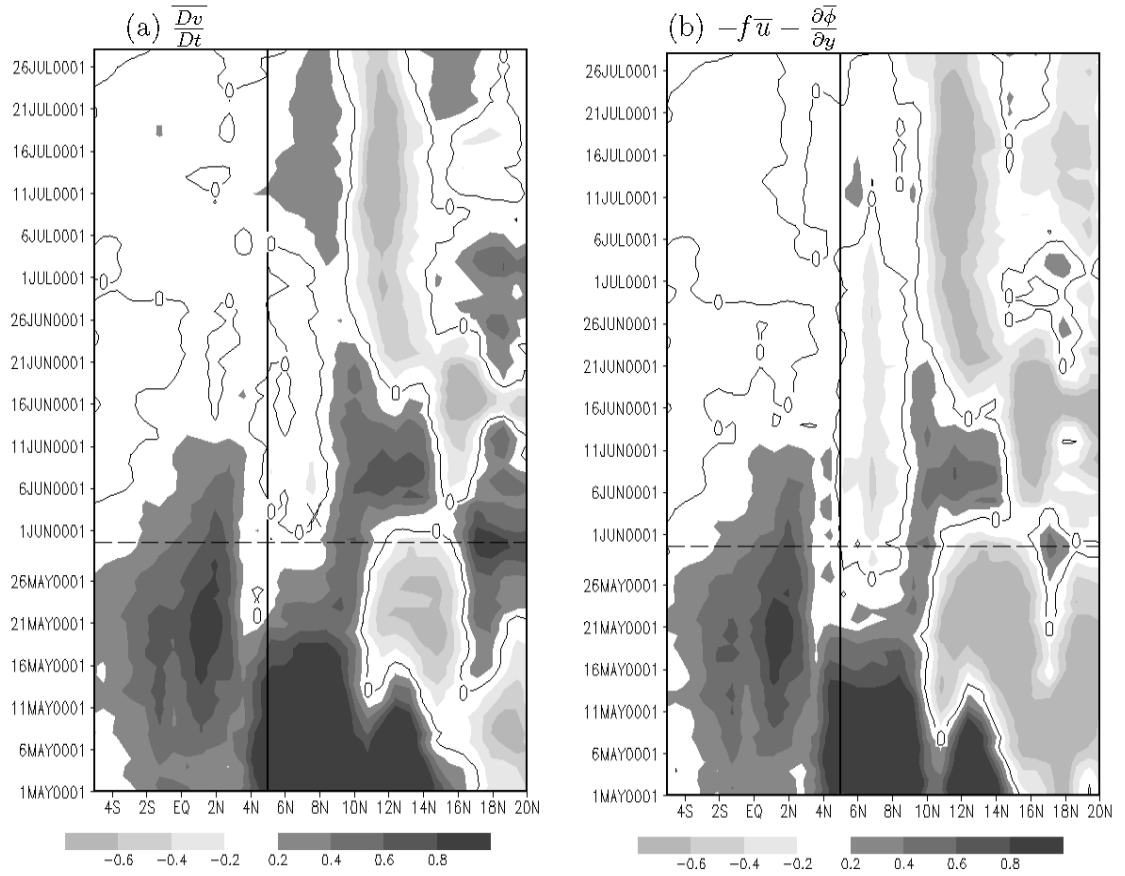 (a) \overline{\frac{Dv}{Dt}}
(b) -f\overline{u} - \frac{\partial\overline{\phi}}{\partial y}
26JUL0001
21JUL0001
16JUL0001
11JUL0001
6JUL0001
1JUL0001
26JUN0001
21JUN0001
16JUN0001
11JUN0001
6JUN0001
1JUN0001
26MAY0001
21MAY0001
16MAY0001
11MAY0001
6MAY0001
1MAY0001
4S 2S EQ 2N 4N 6N 8N 10N 12N 14N 16N 18N 20N
-0.6 -0.4 -0.2 0.2 0.4 0.6 0.8
26JUL0001
21JUL0001
16JUL0001
11JUL0001
6JUL0001
1JUL0001
26JUN0001
21JUN0001
16JUN0001
11JUN0001
6JUN0001
1JUN0001
26MAY0001
21MAY0001
16MAY0001
11MAY0001
6MAY0001
1MAY0001
4S 2S EQ 2N 4N 6N 8N 10N 12N 14N 16N 18N 20N
-0.6 -0.4 -0.2 0.2 0.4 0.6 0.8